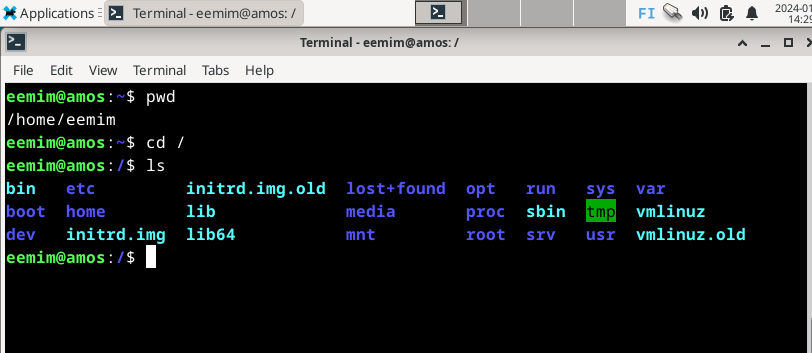 Applications Terminal - eemim@amos: / FI 2024-01
14:29
Terminal - eemim@amos: /
File Edit View Terminal Tabs Help
eemim@amos:~$ pwd
/home/eemim
eemim@amos:~$ cd /
eemim@amos:/$ ls
bin etc initrd.img.old lost+found opt run sys var
boot home lib media proc sbin tmp vmlinuz
dev initrd.img lib64 mnt root srv usr vmlinuz.old
eemim@amos:/$